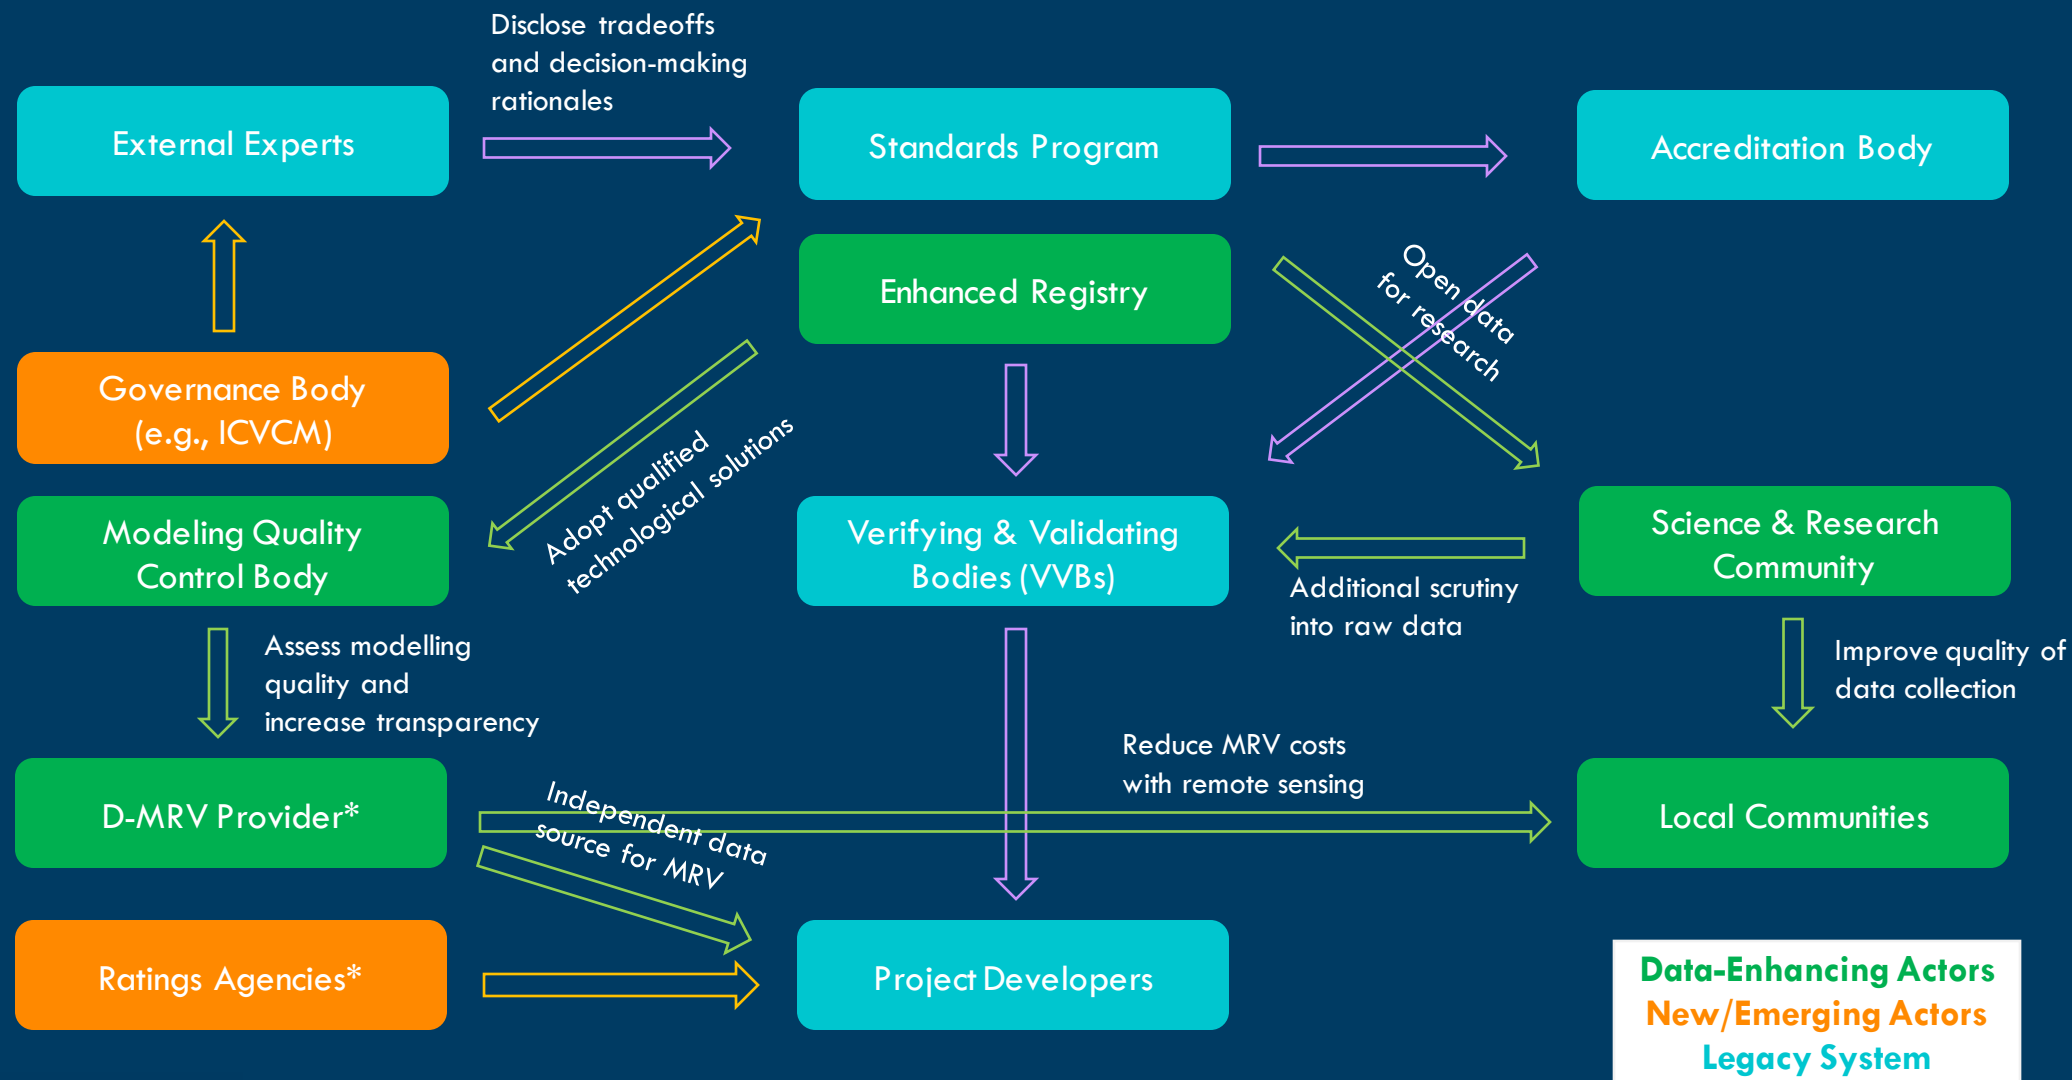 Disclose tradeoffs
and decision-making
rationales
External Experts
Standards Program
Accreditation Body
Enhanced Registry
Open data
for research
Governance Body
(e.g., ICVCM)
Adopt qualified
technological solutions
Modeling Quality
Control Body
Verifying & Validating
Bodies (VVBs)
Science & Research
Community
Additional scrutiny
into raw data
Assess modelling
quality and
increase transparency
Improve quality of
data collection
Reduce MRV costs
with remote sensing
D-MRV Provider*
Independent data
source for MRV
Local Communities
Ratings Agencies*
Project Developers
Data-Enhancing Actors
New/Emerging Actors
Legacy System